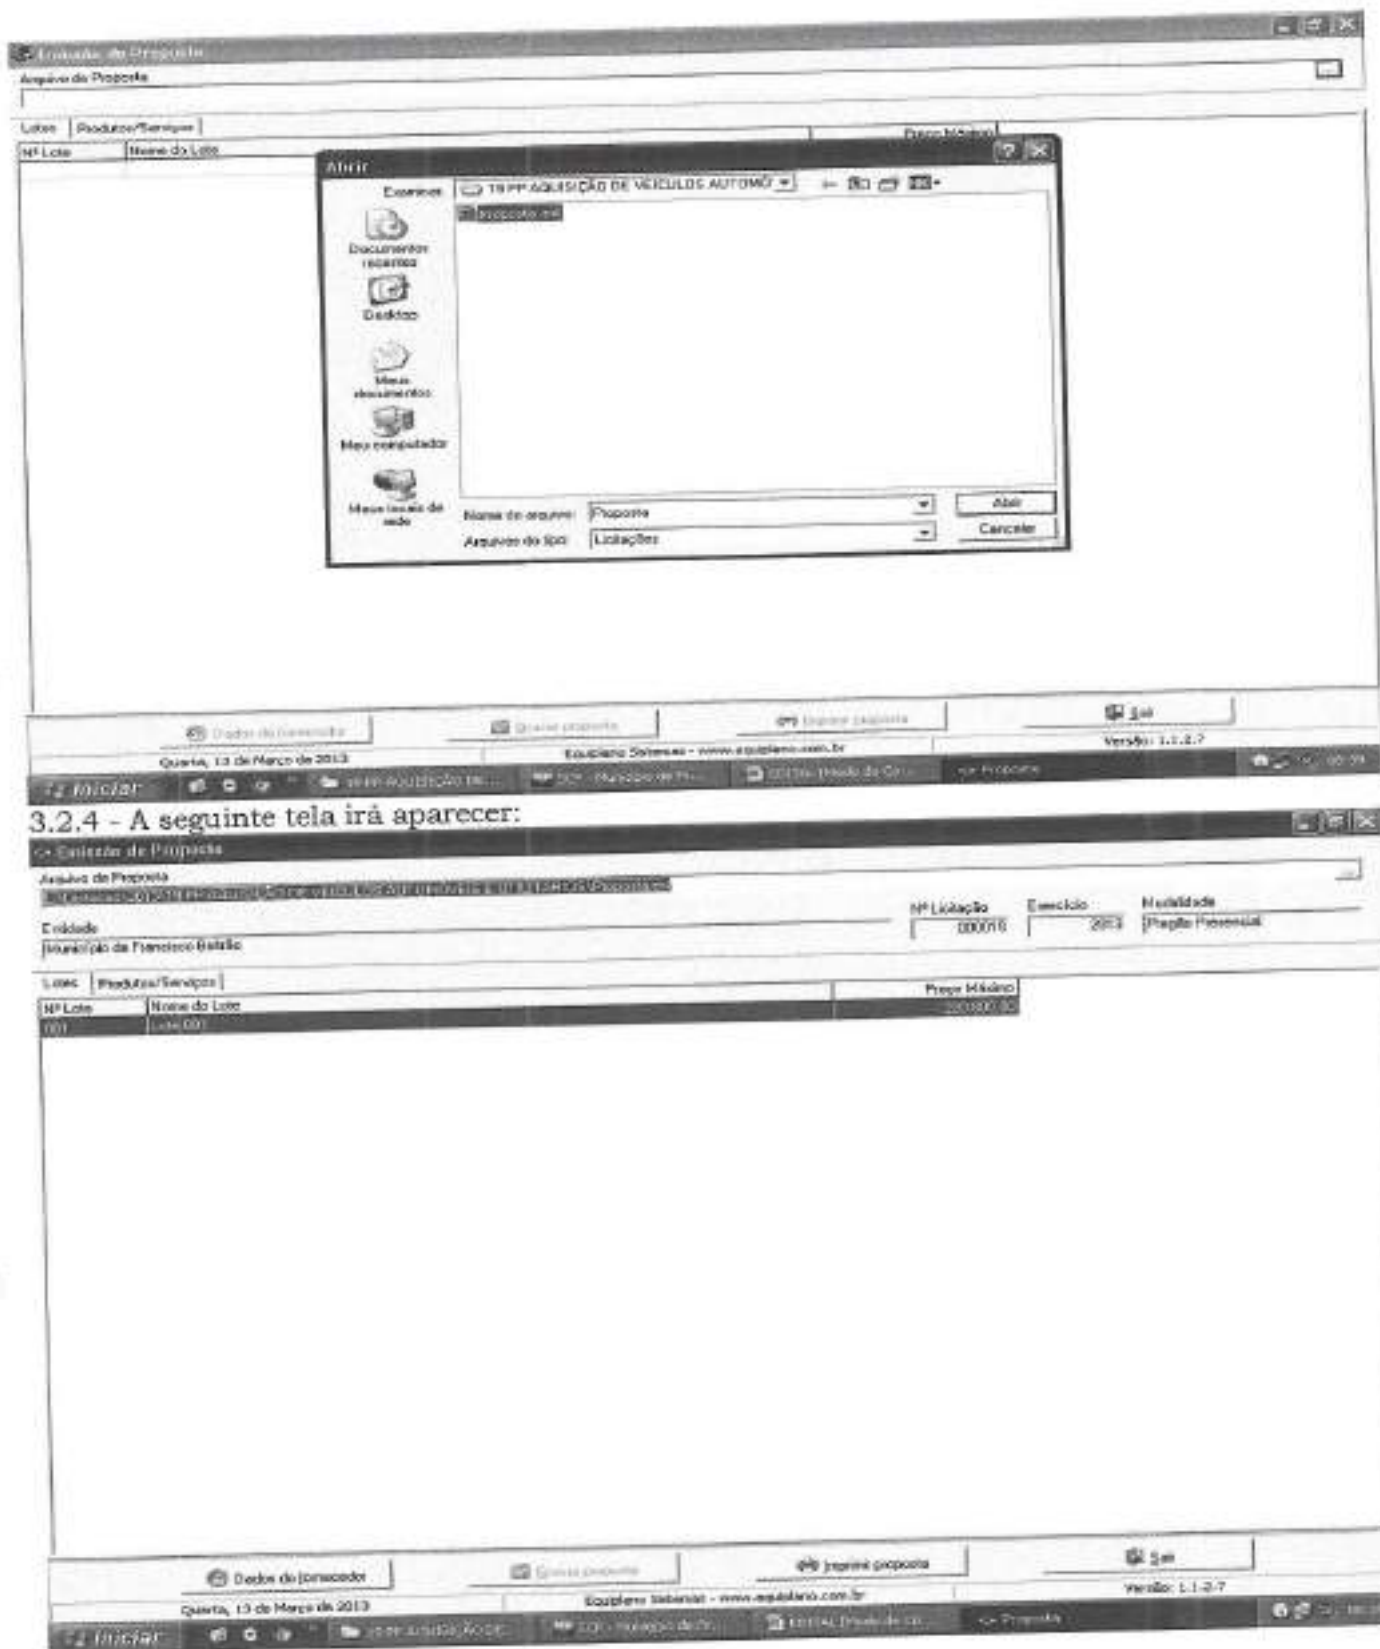 Emissão de Proposta
Arquivo da Proposta
Lotes Produtos/Serviços
Nº Lote Nome do Lote Preço Máximo
Abrir
Examinar: 19 PP AQUISIÇÃO DE VEICULOS AUTOMÓ
Proposta
Documentos
recentes
Desktop
Meus
documentos
Meu computador
Meus locais de
rede
Nome do arquivo: Proposta Abrir
Arquivos do tipo: Licitações Cancelar
Dados do fornecedor Gravar proposta Imprimir proposta Sair
Quarta, 13 de Março de 2013 Equiplano Sistemas - www.equiplano.com.br Versão: 1.1.2.7
Iniciar Proposta
3.2.4 - A seguinte tela irá aparecer:
Emissão de Proposta
Arquivo da Proposta
Entidade Nº Licitação Exercício Modalidade
Município de Francisco Beltrão 2013 Pregão Presencial
Lotes Produtos/Serviços
Nº Lote Nome do Lote Preço Máximo
001 Lote 001
Dados do fornecedor Gravar proposta Imprimir proposta Sair
Quarta, 13 de Março de 2013 Equiplano Sistemas - www.equiplano.com.br Versão: 1.1.2.7
Iniciar Proposta